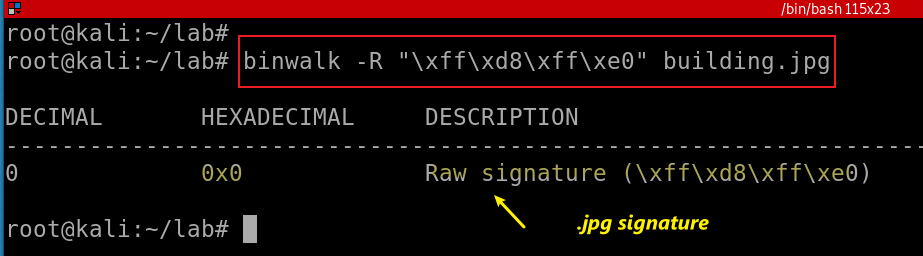 /bin/bash 115x23
root@kali:~/lab#
root@kali:~/lab# binwalk -R "\xff\xd8\xff\xe0" building.jpg
DECIMAL HEXADECIMAL DESCRIPTION
--------------------------------------------------------------------------------
0 0x0 Raw signature (\xff\xd8\xff\xe0)
.jpg signature
root@kali:~/lab#